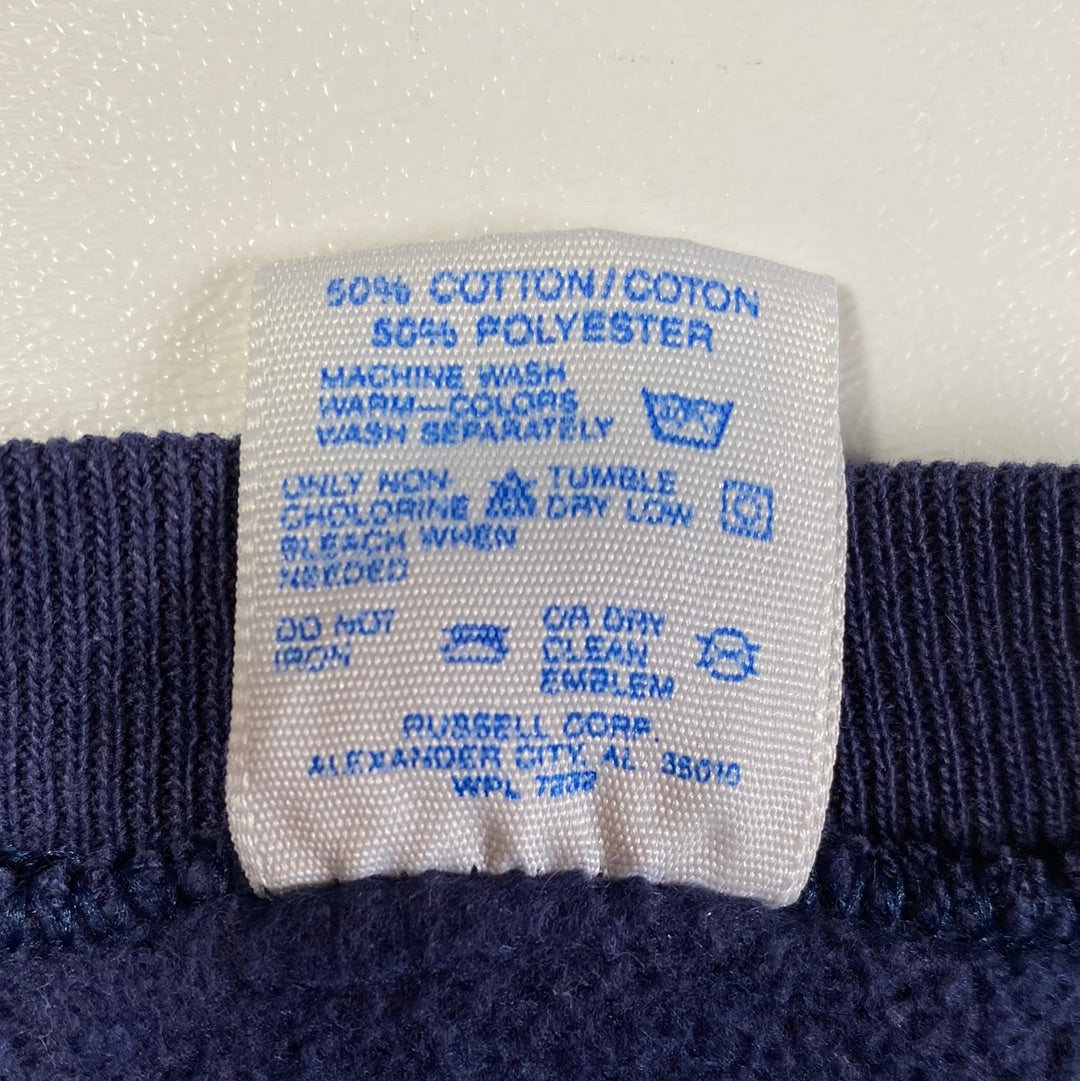 50% COTTON/COTON
50% POLYESTER
MACHINE WASH
WARM—COLORS
WASH SEPARATELY
ONLY NON
CHOLORINE
BLEACH WHEN
NEEDED
TUMBLE
DRY LOW
DO NOT
IRON
OR DRY
CLEAN
EMBLEM
RUSSELL CORP.
ALEXANDER CITY, AL 35010
WPL